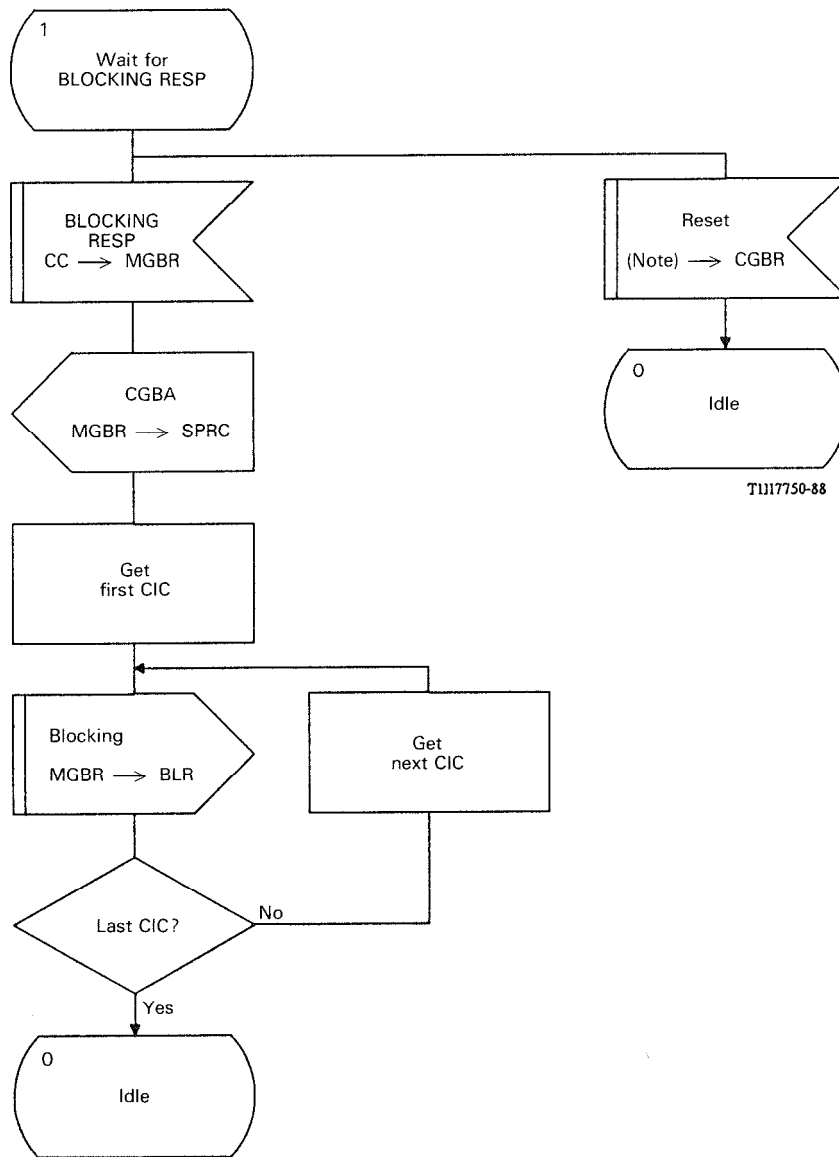 1
Wait for
BLOCKING RESP
BLOCKING
RESP
CC → MGBR
Reset
(Note) → CGBR
CGBA
MGBR → SPRC
0
Idle
T1117750-88
Get
first CIC
Blocking
MGBR → BLR
Get
next CIC
Last CIC?
No
Yes
0
Idle